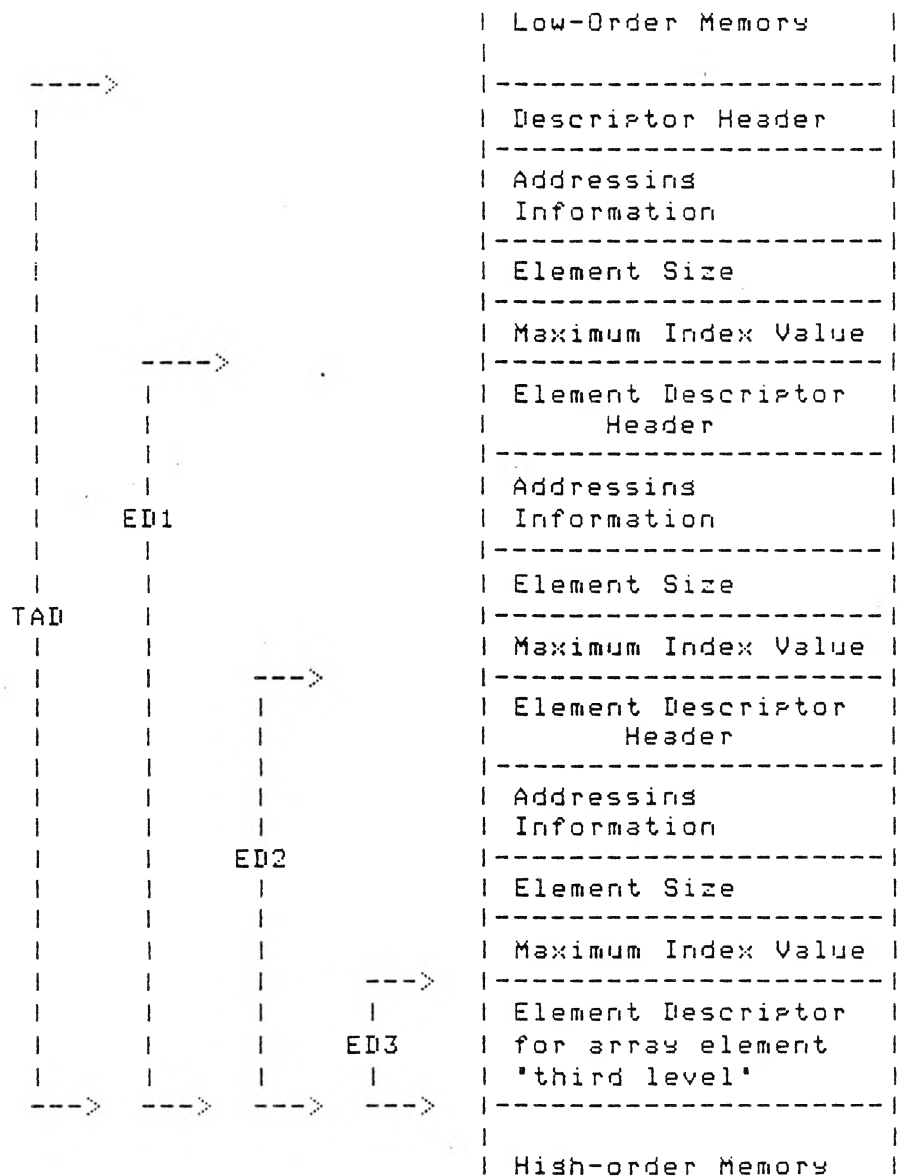 | Low-Order Memory |
| |
----> |---------------------|
| | Descriptor Header |
| |---------------------|
| | Addressing |
| | Information |
| |---------------------|
| | Element Size |
| |---------------------|
| | Maximum Index Value |
| ----> |---------------------|
| | | Element Descriptor |
| | | Header |
| | |---------------------|
| | | Addressing |
| ED1 | Information |
| | |---------------------|
| | | Element Size |
TAD | |---------------------|
| | | Maximum Index Value |
| | ---> |---------------------|
| | | | Element Descriptor |
| | | | Header |
| | | |---------------------|
| | | | Addressing |
| | | | Information |
| | ED2 |---------------------|
| | | | Element Size |
| | | |---------------------|
| | | | Maximum Index Value |
| | | ---> |---------------------|
| | | | | Element Descriptor |
| | | ED3 | for array element |
| | | | | "third level" |
---> ---> ---> ---> |---------------------|
| |
| High-order Memory |